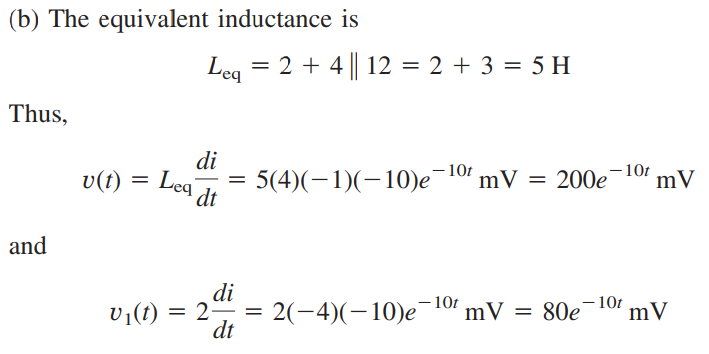 (b) The equivalent inductance is
L_eq = 2 + 4 ‖ 12 = 2 + 3 = 5 H
Thus,
v(t) = L_eq di/dt = 5(4)(−1)(−10)e^−10t mV = 200e^−10t mV
and
v₁(t) = 2 di/dt = 2(−4)(−10)e^−10t mV = 80e^−10t mV